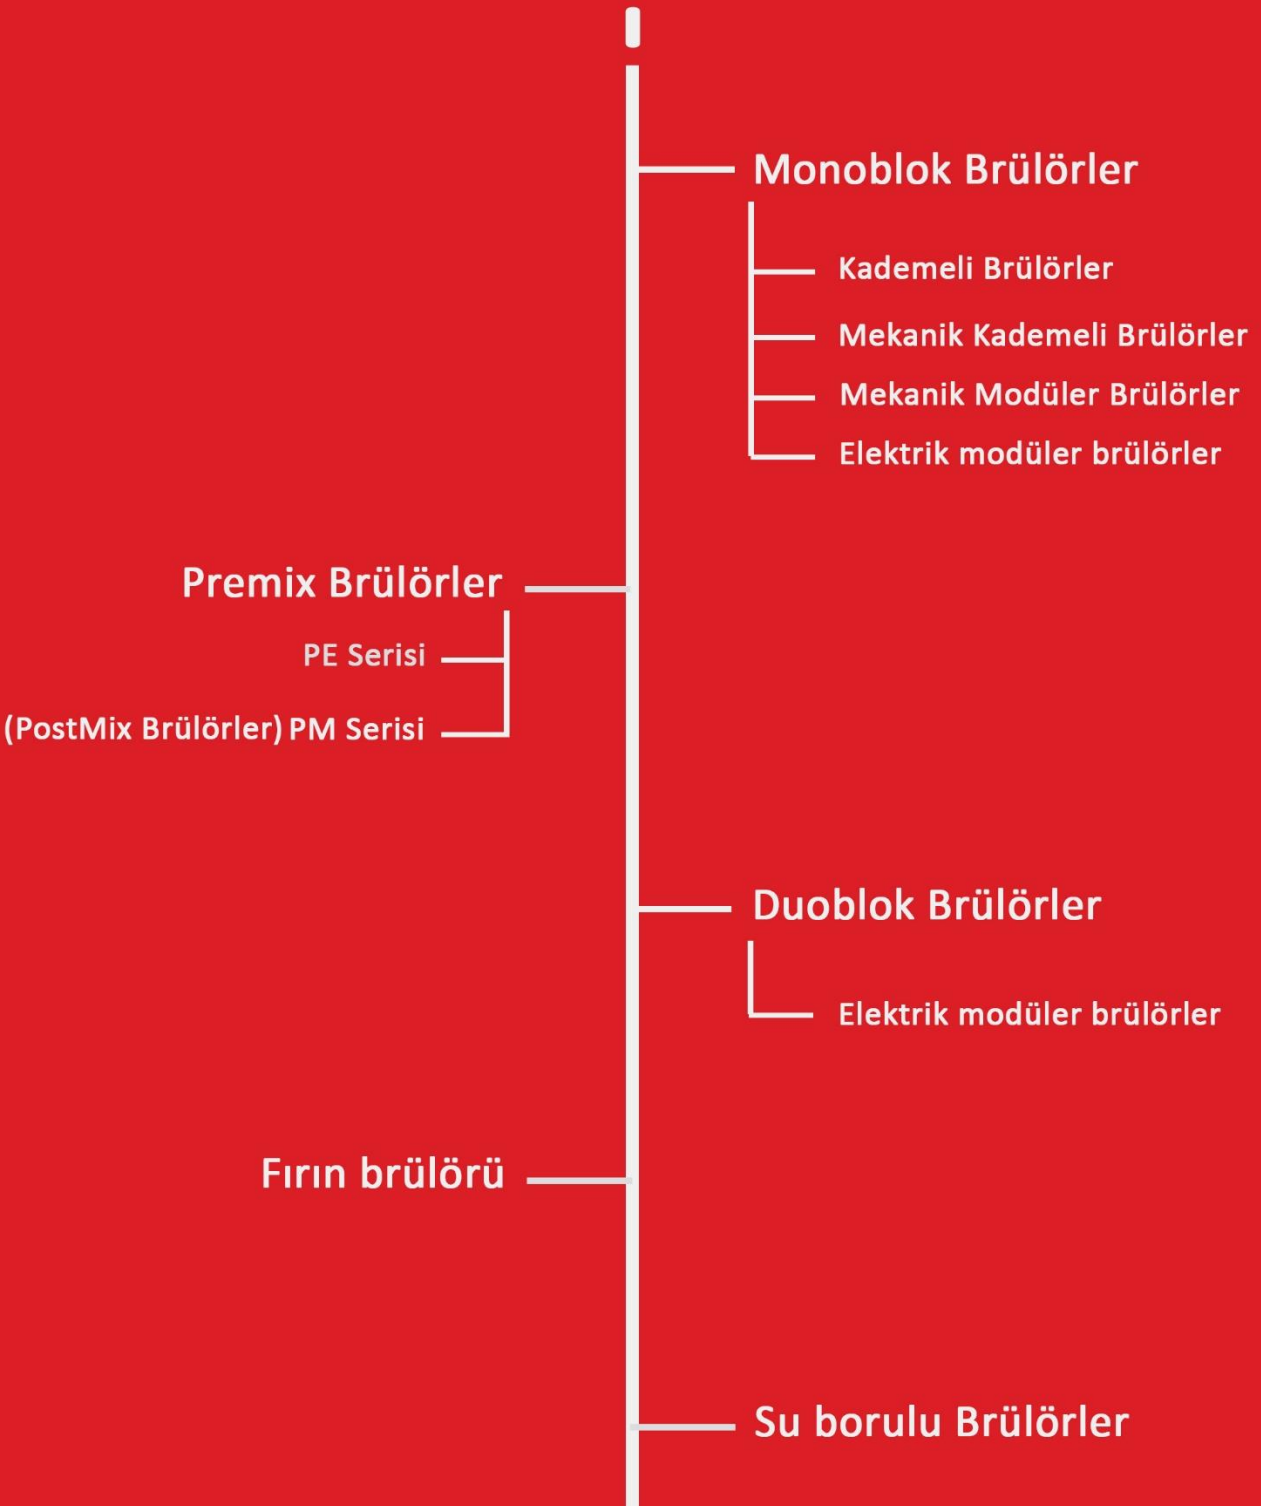 Monoblok Brülörler
Kademeli Brülörler
Mekanik Kademeli Brülörler
Mekanik Modüler Brülörler
Elektrik modüler brülörler
Premix Brülörler
PE Serisi
(PostMix Brülörler) PM Serisi
Duoblok Brülörler
Elektrik modüler brülörler
Fırın brülörü
Su borulu Brülörler